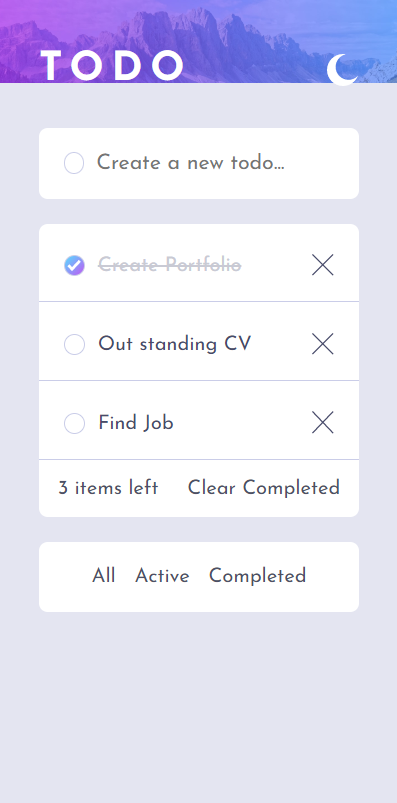 TODO
Create a new todo...
Create Portfolio
Out standing CV
Find Job
3 items left Clear Completed
All Active Completed